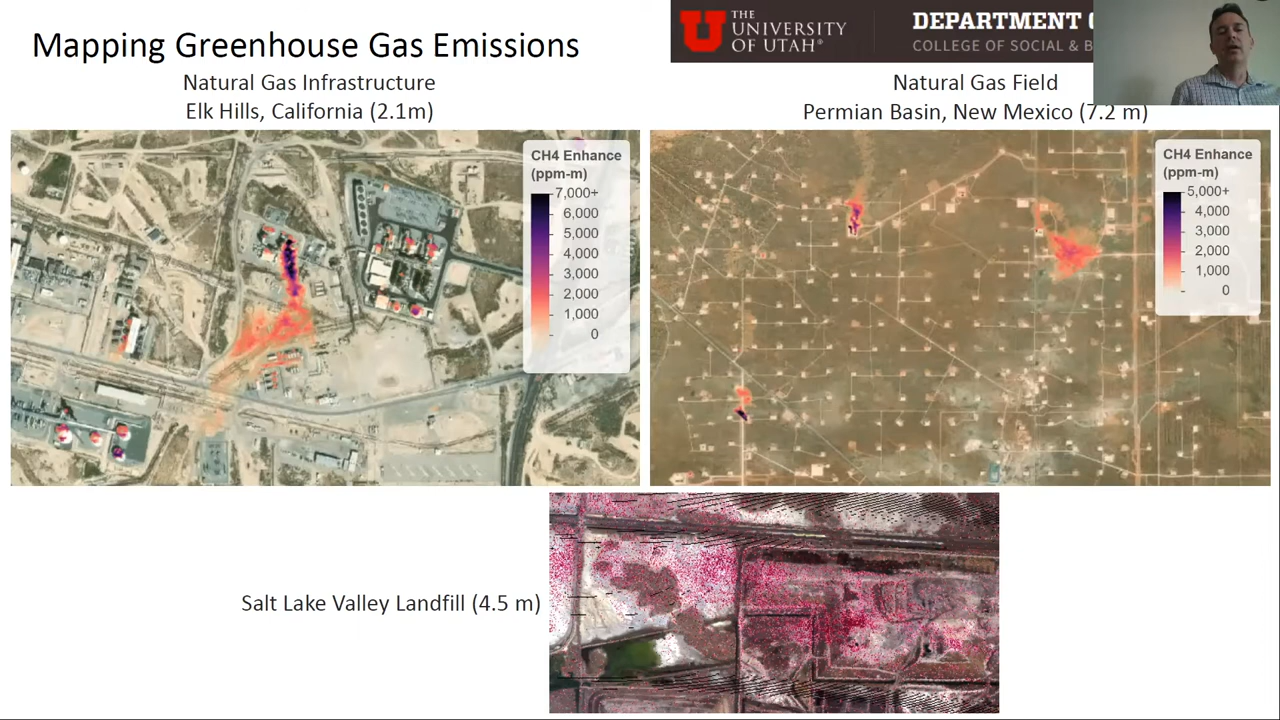 Mapping Greenhouse Gas Emissions
THE
UNIVERSITY
OF UTAH®
DEPARTMENT
COLLEGE OF SOCIAL & B
Natural Gas Infrastructure
Elk Hills, California (2.1m)
Natural Gas Field
Permian Basin, New Mexico (7.2 m)
CH4 Enhance
(ppm-m)
7,000+
6,000
5,000
4,000
3,000
2,000
1,000
0
CH4 Enhance
(ppm-m)
5,000+
4,000
3,000
2,000
1,000
0
Salt Lake Valley Landfill (4.5 m)